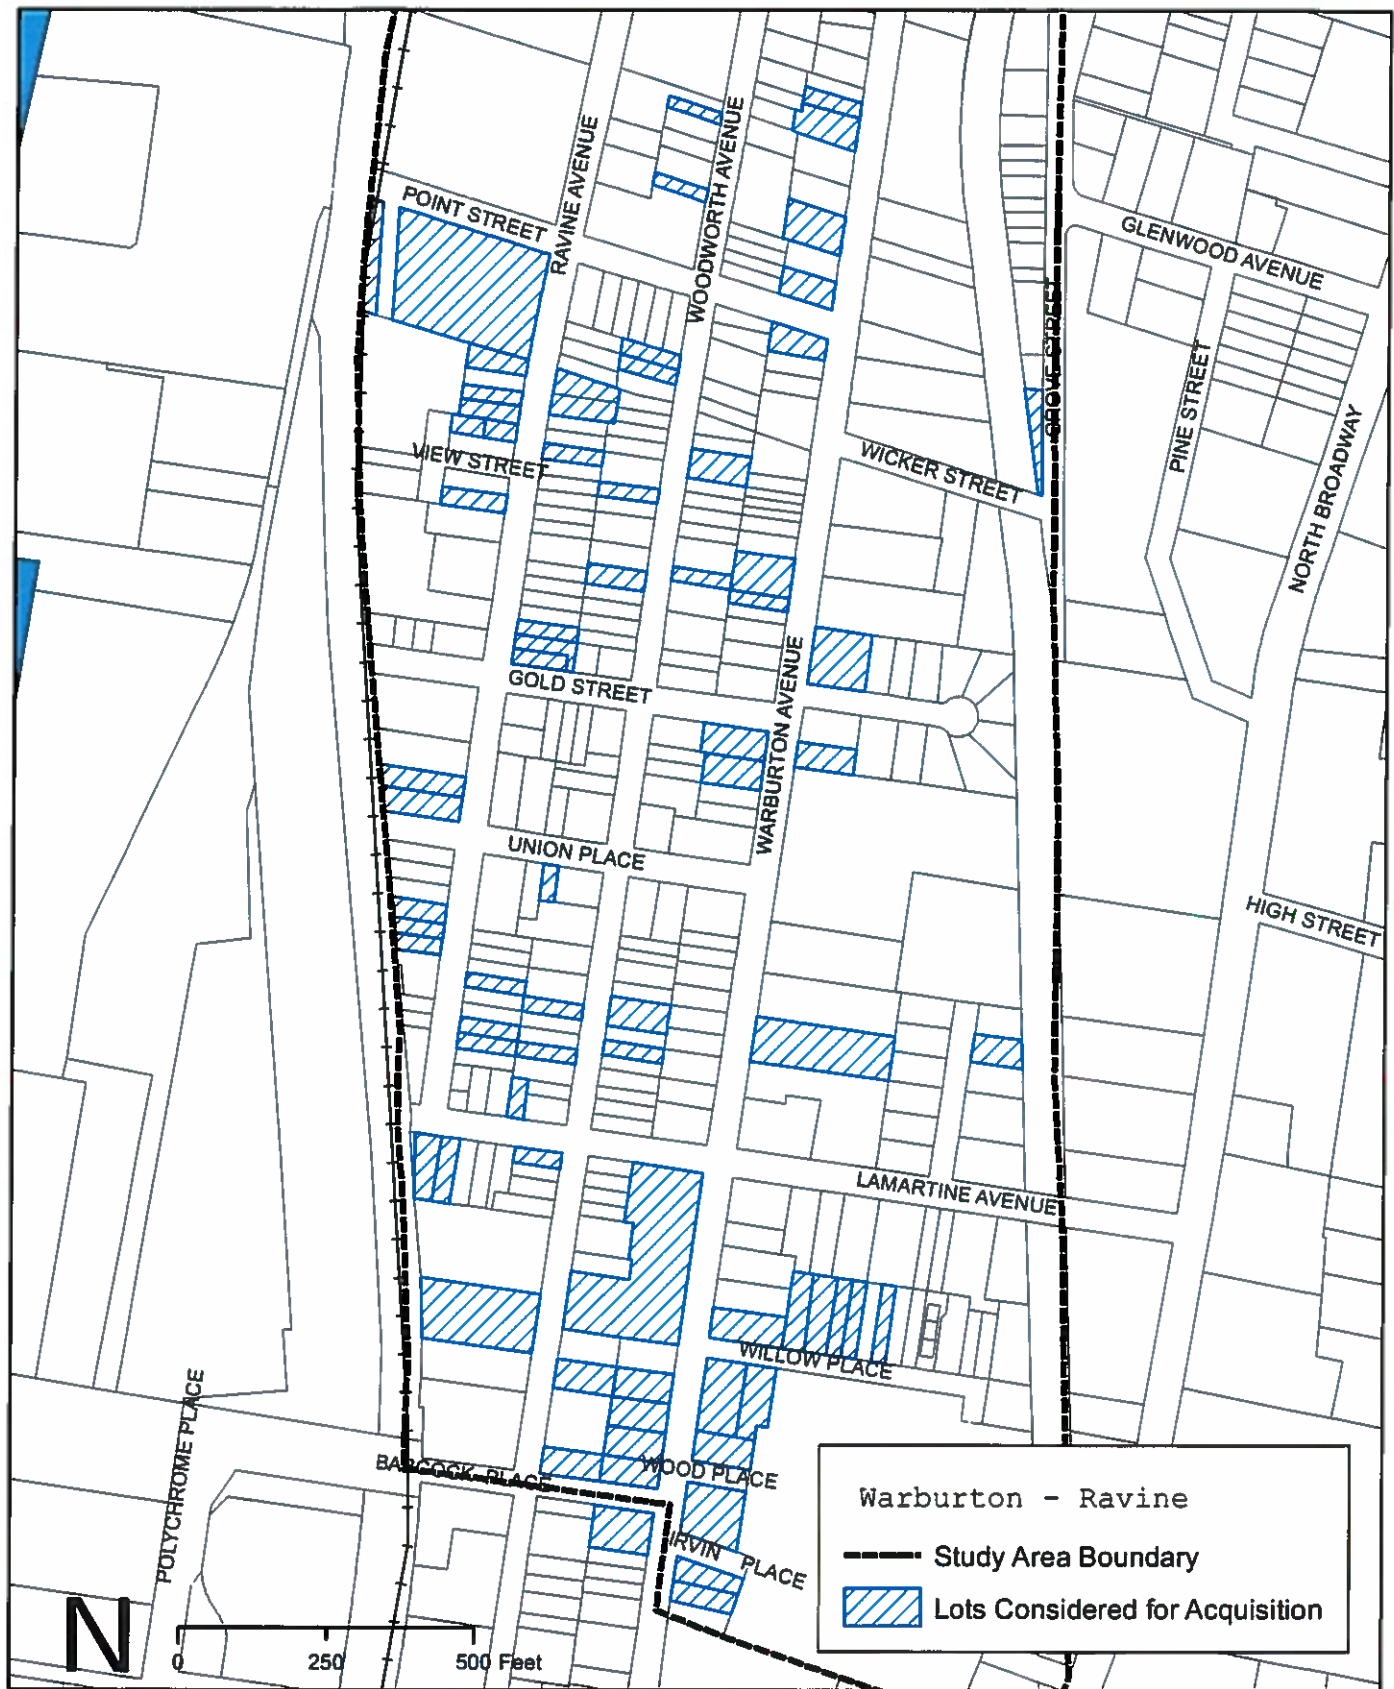 POINT STREET
RAVINE AVENUE
WOODWORTH AVENUE
GLENWOOD AVENUE
GROVE STREET
PINE STREET
NORTH BROADWAY
VIEW STREET
WICKER STREET
GOLD STREET
WARBURTON AVENUE
UNION PLACE
HIGH STREET
LAMARTINE AVENUE
WILLOW PLACE
POLYCHROME PLACE
BABCOCK PLACE
WOOD PLACE
IRVIN PLACE
Warburton - Ravine
Study Area Boundary
Lots Considered for Acquisition
N
0 250 500 Feet